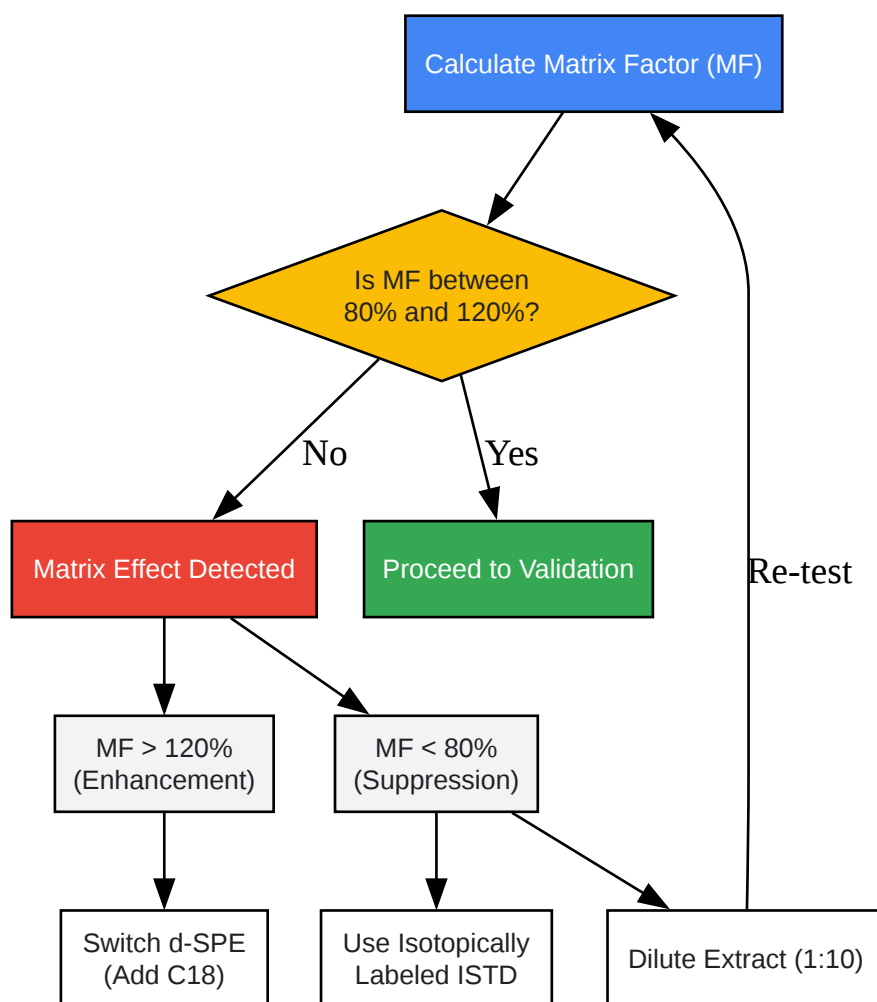 Calculate Matrix Factor (MF)
Is MF between
80% and 120%?
No
Yes
Matrix Effect Detected
Proceed to Validation
Re-test
MF > 120%
(Enhancement)
MF < 80%
(Suppression)
Switch d-SPE
(Add C18)
Use Isotopically
Labeled ISTD
Dilute Extract (1:10)